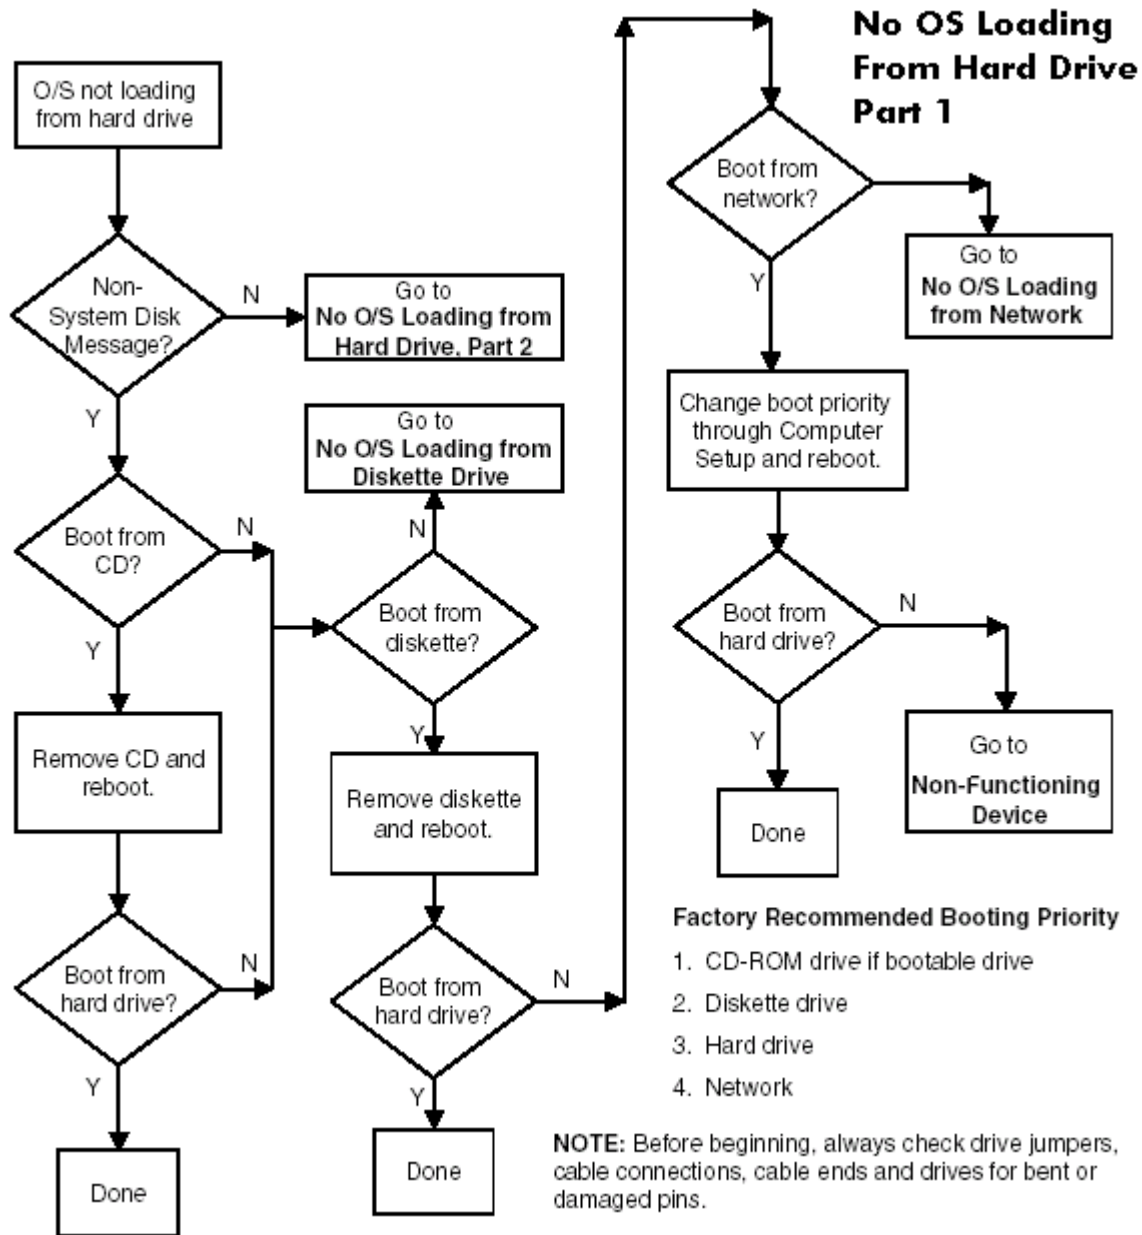 No OS Loading
From Hard Drive
Part 1
O/S not loading
from hard drive
Non-
System Disk
Message?
N
Go to
No O/S Loading from
Hard Drive, Part 2
Y
Boot from
CD?
N
Y
Remove CD and
reboot.
Boot from
hard drive?
N
Y
Done
Go to
No O/S Loading from
Diskette Drive
N
Boot from
diskette?
Y
Remove diskette
and reboot.
Boot from
hard drive?
N
Y
Done
Boot from
network?
Go to
No O/S Loading
from Network
Y
Change boot priority
through Computer
Setup and reboot.
Boot from
hard drive?
N
Go to
Non-Functioning
Device
Y
Done
Factory Recommended Booting Priority
1. CD-ROM drive if bootable drive
2. Diskette drive
3. Hard drive
4. Network
NOTE: Before beginning, always check drive jumpers,
cable connections, cable ends and drives for bent or
damaged pins.